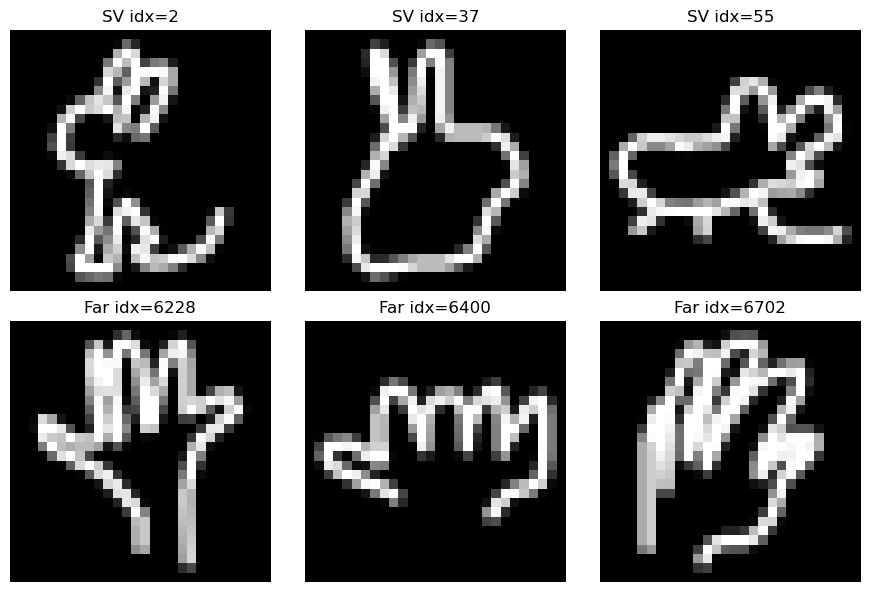 SV idx=2 SV idx=37 SV idx=55
Far idx=6228 Far idx=6400 Far idx=6702